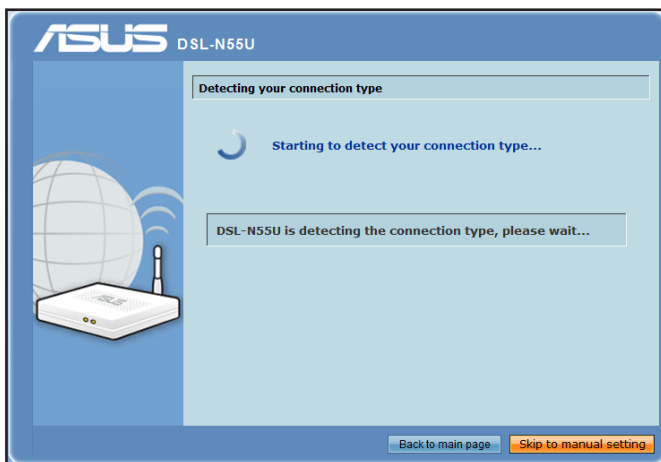 ASUS DSL-N55U
Detecting your connection type
Starting to detect your connection type...
DSL-N55U is detecting the connection type, please wait...
ASUS
Back to main page Skip to manual setting